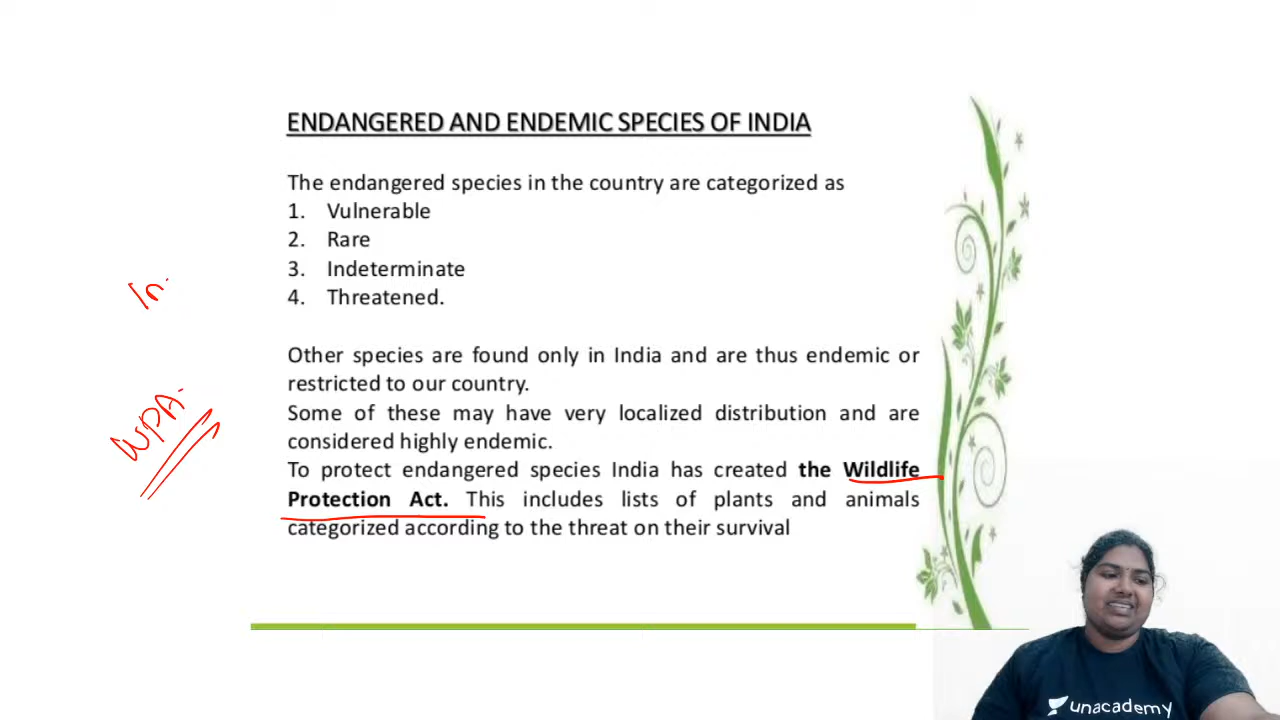 ENDANGERED AND ENDEMIC SPECIES OF INDIA
The endangered species in the country are categorized as
1. Vulnerable
2. Rare
3. Indeterminate
4. Threatened.
In.
Other species are found only in India and are thus endemic or
restricted to our country.
Some of these may have very localized distribution and are
considered highly endemic.
WPA.
To protect endangered species India has created the Wildlife
Protection Act. This includes lists of plants and animals
categorized according to the threat on their survival
unacademy